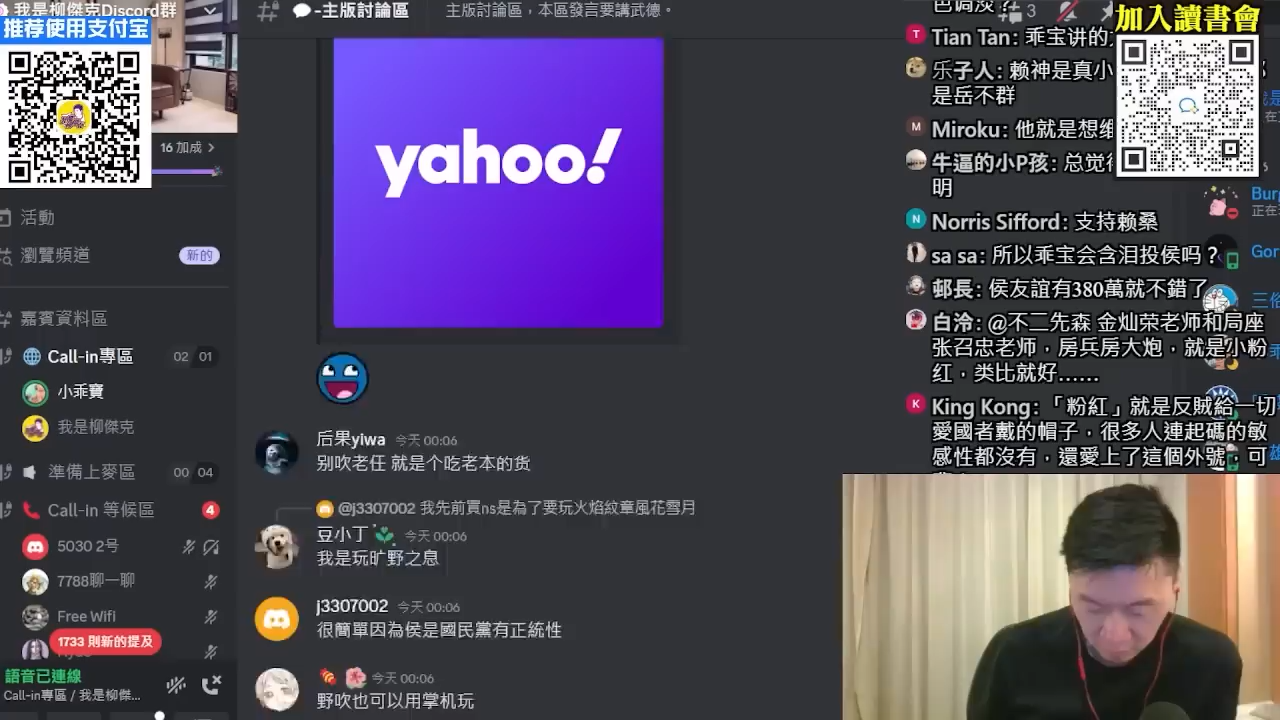 我是柳傑克Discord群
推荐使用支付宝
16 加成
活動
瀏覽頻道
新的
嘉賓資料區
Call-in專區
02 01
小乖寶
我是柳傑克
準備上麥區
00 04
Call-in 等候區
4
5030 2号
7788聊一聊
Free Wifi
1733 則新的提及
語音已連線
Call-in專區 / 我是柳傑...
-主版討論區
主版討論區，本區發言要講武德。
3
yahoo!
后果yiwa 今天 00:06
别吹老任 就是个吃老本的货
@j3307002 我先前買ns是為了要玩火焰紋章風花雪月
豆小丁 今天 00:06
我是玩旷野之息
j3307002 今天 00:06
很簡單因為侯是國民黨有正統性
今天 00:06
野吹也可以用掌机玩
加入讀書會
Tian Tan: 乖宝讲的
乐子人: 赖神是真小
是岳不群
Miroku: 他就是想维
牛逼的小P孩: 总觉得
明
Norris Sifford: 支持赖桑
sa sa: 所以乖宝会含泪投侯吗？
邨長: 侯友誼有380萬就不錯了
白泠: @不二先森 金灿荣老师和局座
张召忠老师，房兵房大炮，就是小粉
红，类比就好......
King Kong: 「粉紅」就是反賊給一切
愛國者戴的帽子，很多人連起碼的敏
感性都沒有，還愛上了這個外號，可